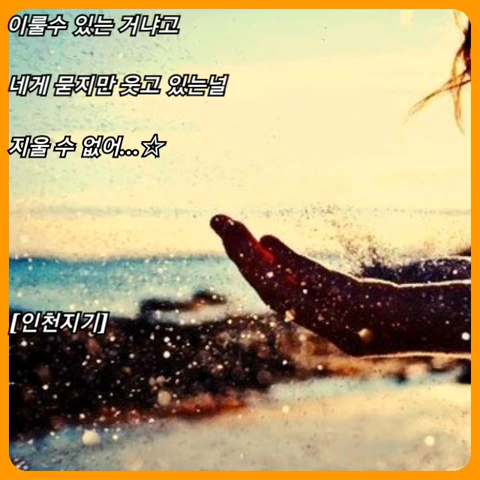 이룰수 있는 거냐고
네게 묻지만 웃고 있는널
지울 수 없어...☆
[인천지기]